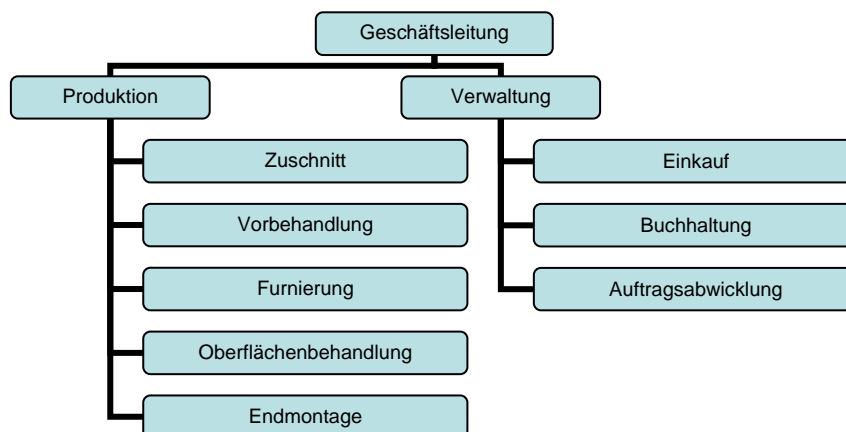 Geschäftsleitung
Produktion
Verwaltung
Zuschnitt
Einkauf
Vorbehandlung
Buchhaltung
Furnierung
Auftragsabwicklung
Oberflächenbehandlung
Endmontage